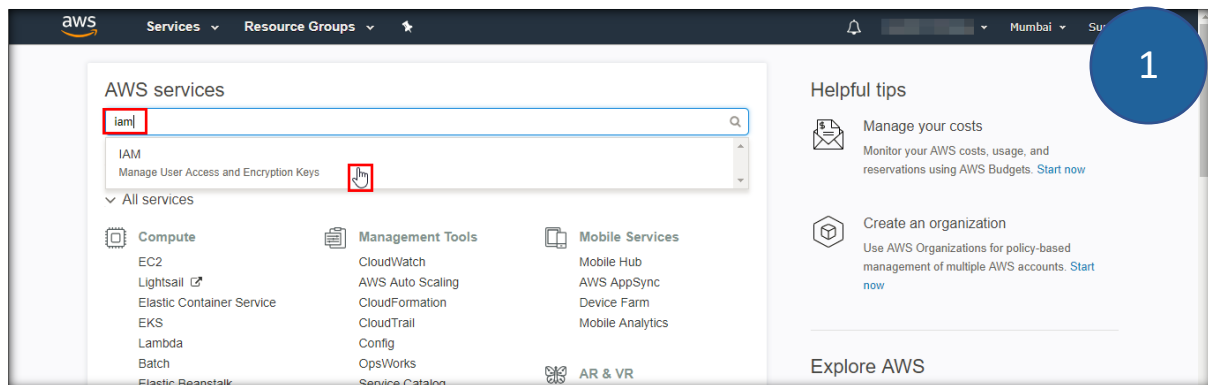 aws Services Resource Groups Mumbai
1
AWS services
iam
IAM
Manage User Access and Encryption Keys
All services
Compute
EC2
Lightsail
Elastic Container Service
EKS
Lambda
Batch
Elastic Beanstalk
Management Tools
CloudWatch
AWS Auto Scaling
CloudFormation
CloudTrail
Config
OpsWorks
Service Catalog
Mobile Services
Mobile Hub
AWS AppSync
Device Farm
Mobile Analytics
AR & VR
Helpful tips
Manage your costs
Monitor your AWS costs, usage, and
reservations using AWS Budgets. Start now
Create an organization
Use AWS Organizations for policy-based
management of multiple AWS accounts. Start
now
Explore AWS